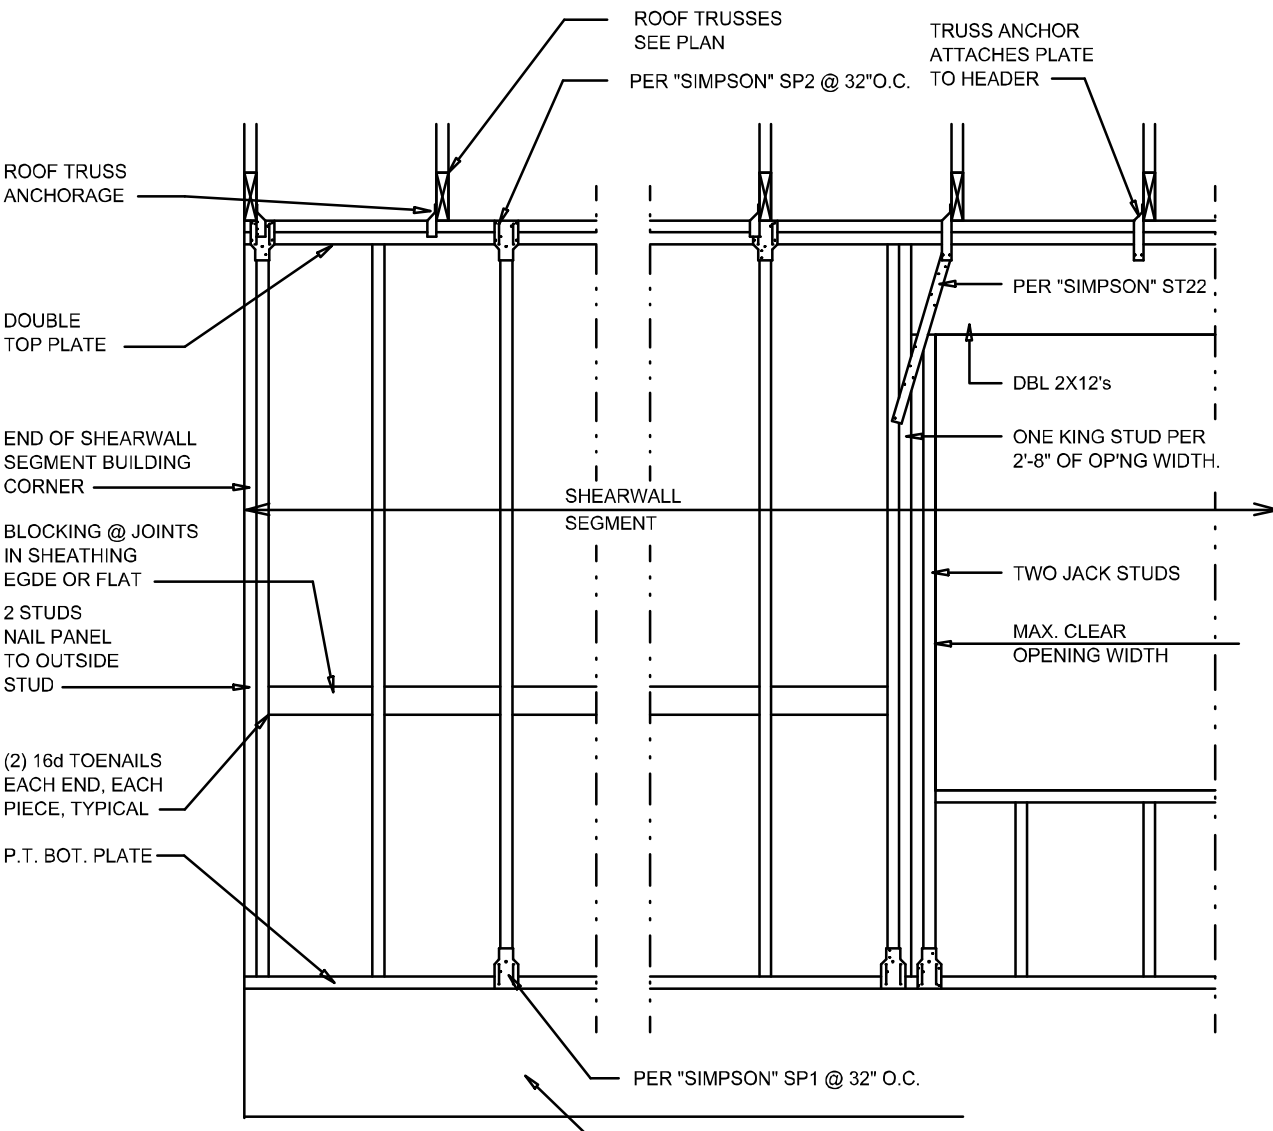 ROOF TRUSSES
SEE PLAN
PER "SIMPSON" SP2 @ 32"O.C.
TRUSS ANCHOR
ATTACHES PLATE
TO HEADER
ROOF TRUSS
ANCHORAGE
DOUBLE
TOP PLATE
END OF SHEARWALL
SEGMENT BUILDING
CORNER
BLOCKING @ JOINTS
IN SHEATHING
EGDE OR FLAT
2 STUDS
NAIL PANEL
TO OUTSIDE
STUD
(2) 16d TOENAILS
EACH END, EACH
PIECE, TYPICAL
P.T. BOT. PLATE
SHEARWALL
SEGMENT
PER "SIMPSON" ST22
DBL 2X12's
ONE KING STUD PER
2'-8" OF OP'NG WIDTH.
TWO JACK STUDS
MAX. CLEAR
OPENING WIDTH
PER "SIMPSON" SP1 @ 32" O.C.